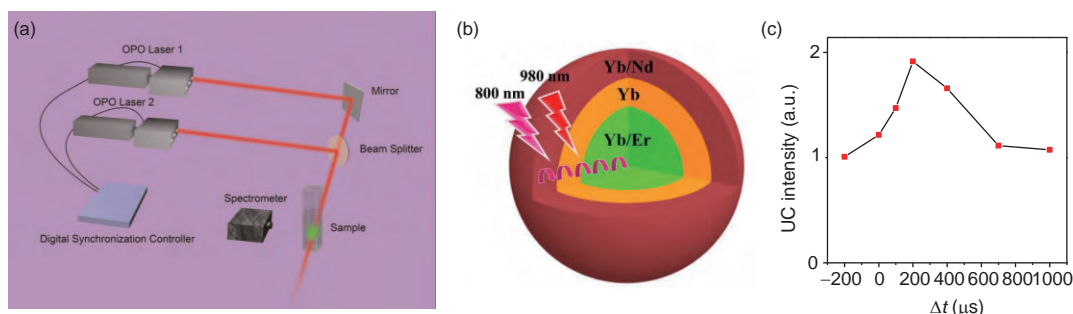 (a)
OPO Laser 1
OPO Laser 2
Mirror
Beam Splitter
Spectrometer
Sample
Digital Synchronization Controller
(b)
980 nm
800 nm
Yb/Nd
Yb
Yb/Er
(c)
UC intensity (a.u.)
2
1
0
−200 0 200 400 600 8001000
Δt (μs)